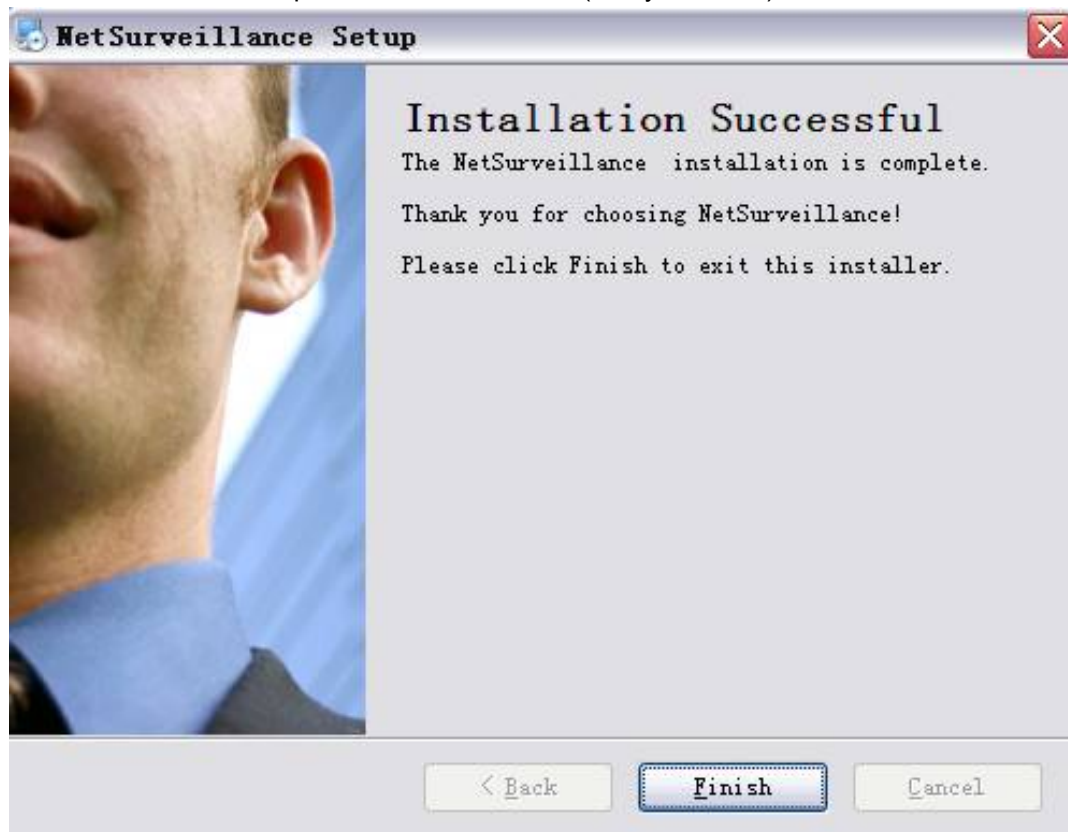 NetSurveillance Setup
Installation Successful
The NetSurveillance  installation is complete.
Thank you for choosing NetSurveillance!
Please click Finish to exit this installer.
< Back
Finish
Cancel